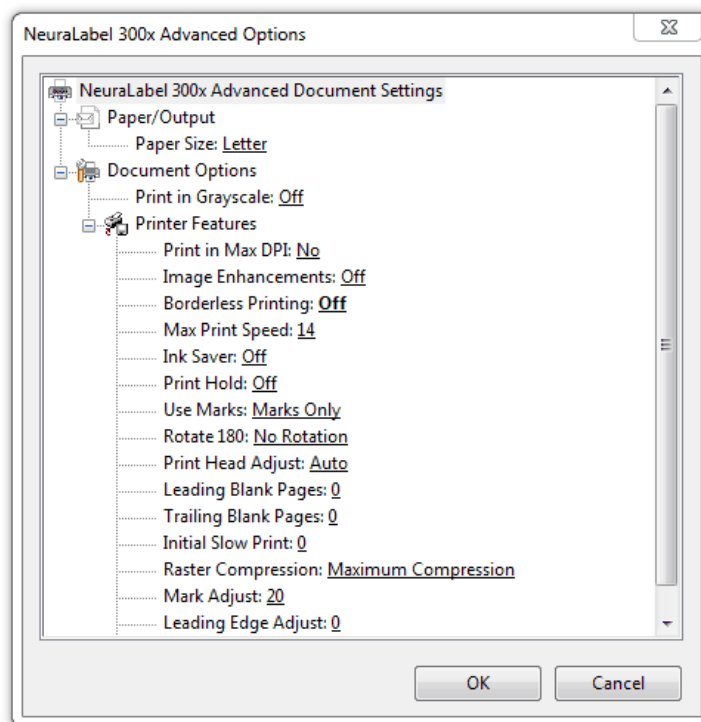 NeuraLabel 300x Advanced Options
NeuraLabel 300x Advanced Document Settings
Paper/Output
Paper Size: Letter
Document Options
Print in Grayscale: Off
Printer Features
Print in Max DPI: No
Image Enhancements: Off
Borderless Printing: Off
Max Print Speed: 14
Ink Saver: Off
Print Hold: Off
Use Marks: Marks Only
Rotate 180: No Rotation
Print Head Adjust: Auto
Leading Blank Pages: 0
Trailing Blank Pages: 0
Initial Slow Print: 0
Raster Compression: Maximum Compression
Mark Adjust: 20
Leading Edge Adjust: 0
OK Cancel